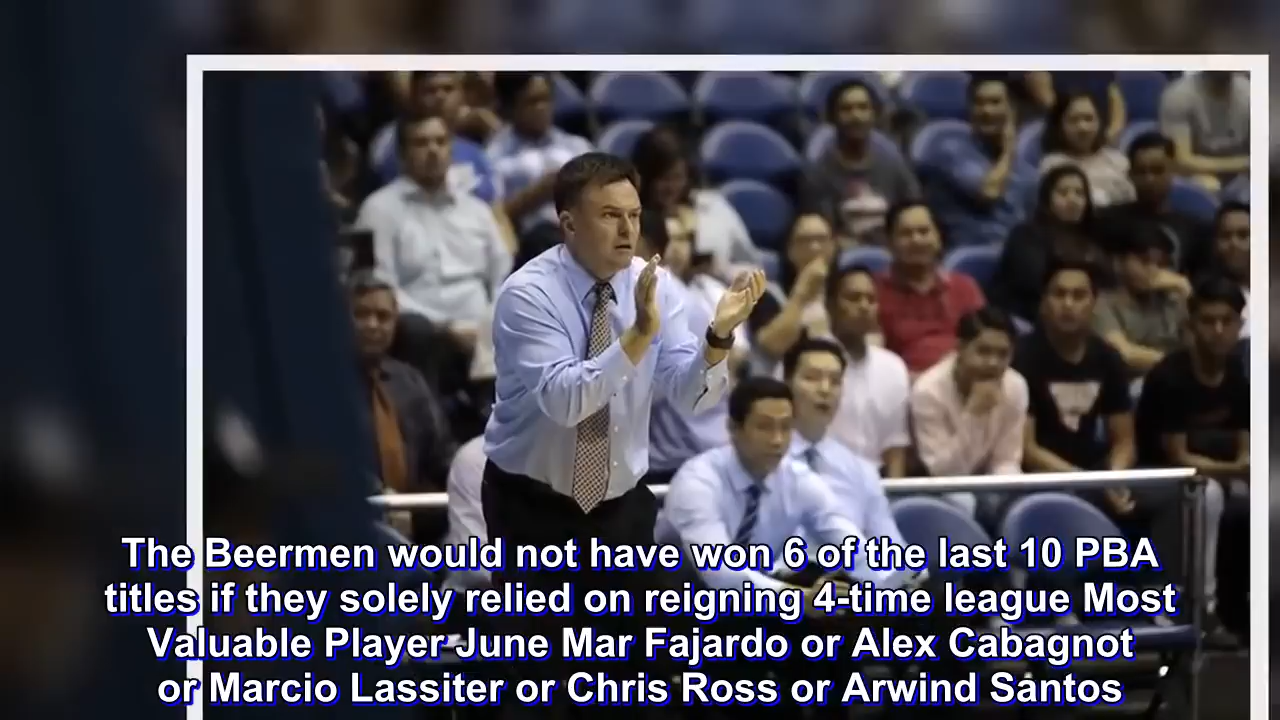 The Beermen would not have won 6 of the last 10 PBA
titles if they solely relied on reigning 4-time league Most
Valuable Player June Mar Fajardo or Alex Cabagnot
or Marcio Lassiter or Chris Ross or Arwind Santos